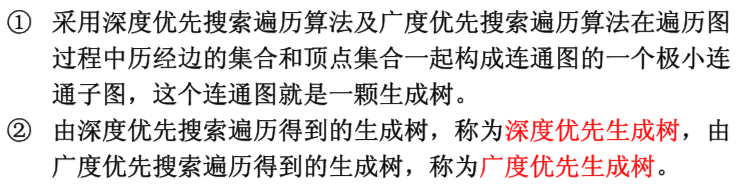 ① 采用深度优先搜索遍历算法及广度优先搜索遍历算法在遍历图
过程中历经边的集合和顶点集合一起构成连通图的一个极小连
通子图，这个连通图就是一颗生成树。
② 由深度优先搜索遍历得到的生成树，称为深度优先生成树，由
广度优先搜索遍历得到的生成树，称为广度优先生成树。